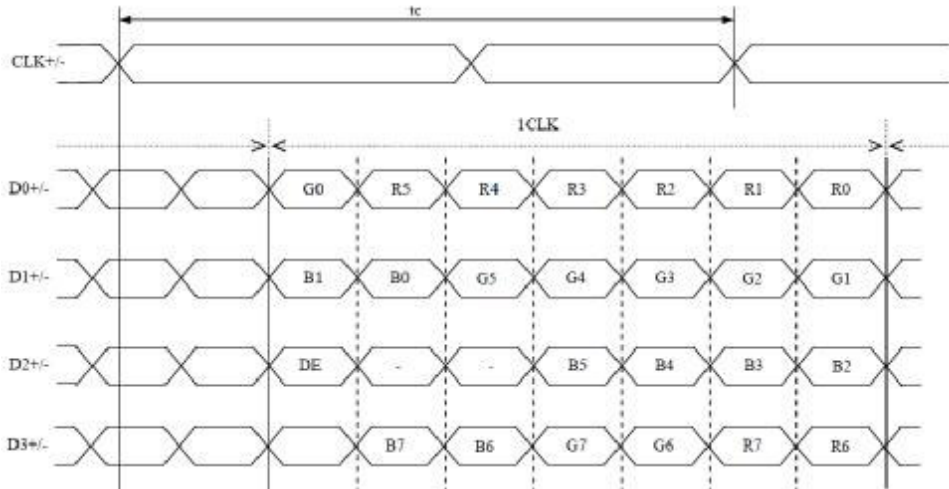 tc
CLK+/-
1CLK
D0+/- G0 R5 R4 R3 R2 R1 R0
D1+/- B1 B0 G5 G4 G3 G2 G1
D2+/- DE - - B5 B4 B3 B2
D3+/- B7 B6 G7 G6 R7 R6